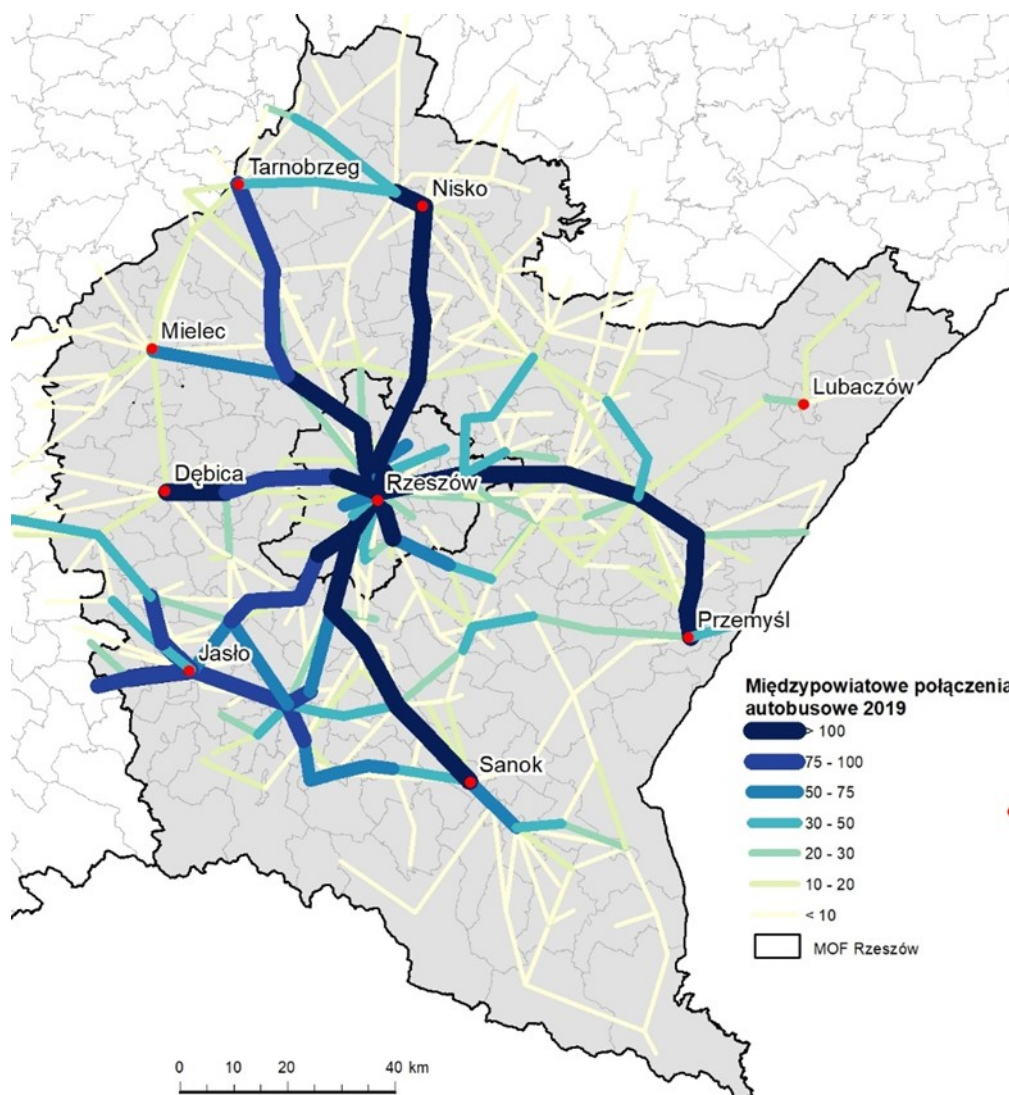 Tarnobrzeg
Nisko
Mielec
Lubaczów
Dębica
Rzeszów
Przemyśl
Jasło
Sanok
Międzypowiatowe połączenia
autobusowe 2019
> 100
75 - 100
50 - 75
30 - 50
20 - 30
10 - 20
< 10
MOF Rzeszów
0 10 20 40 km